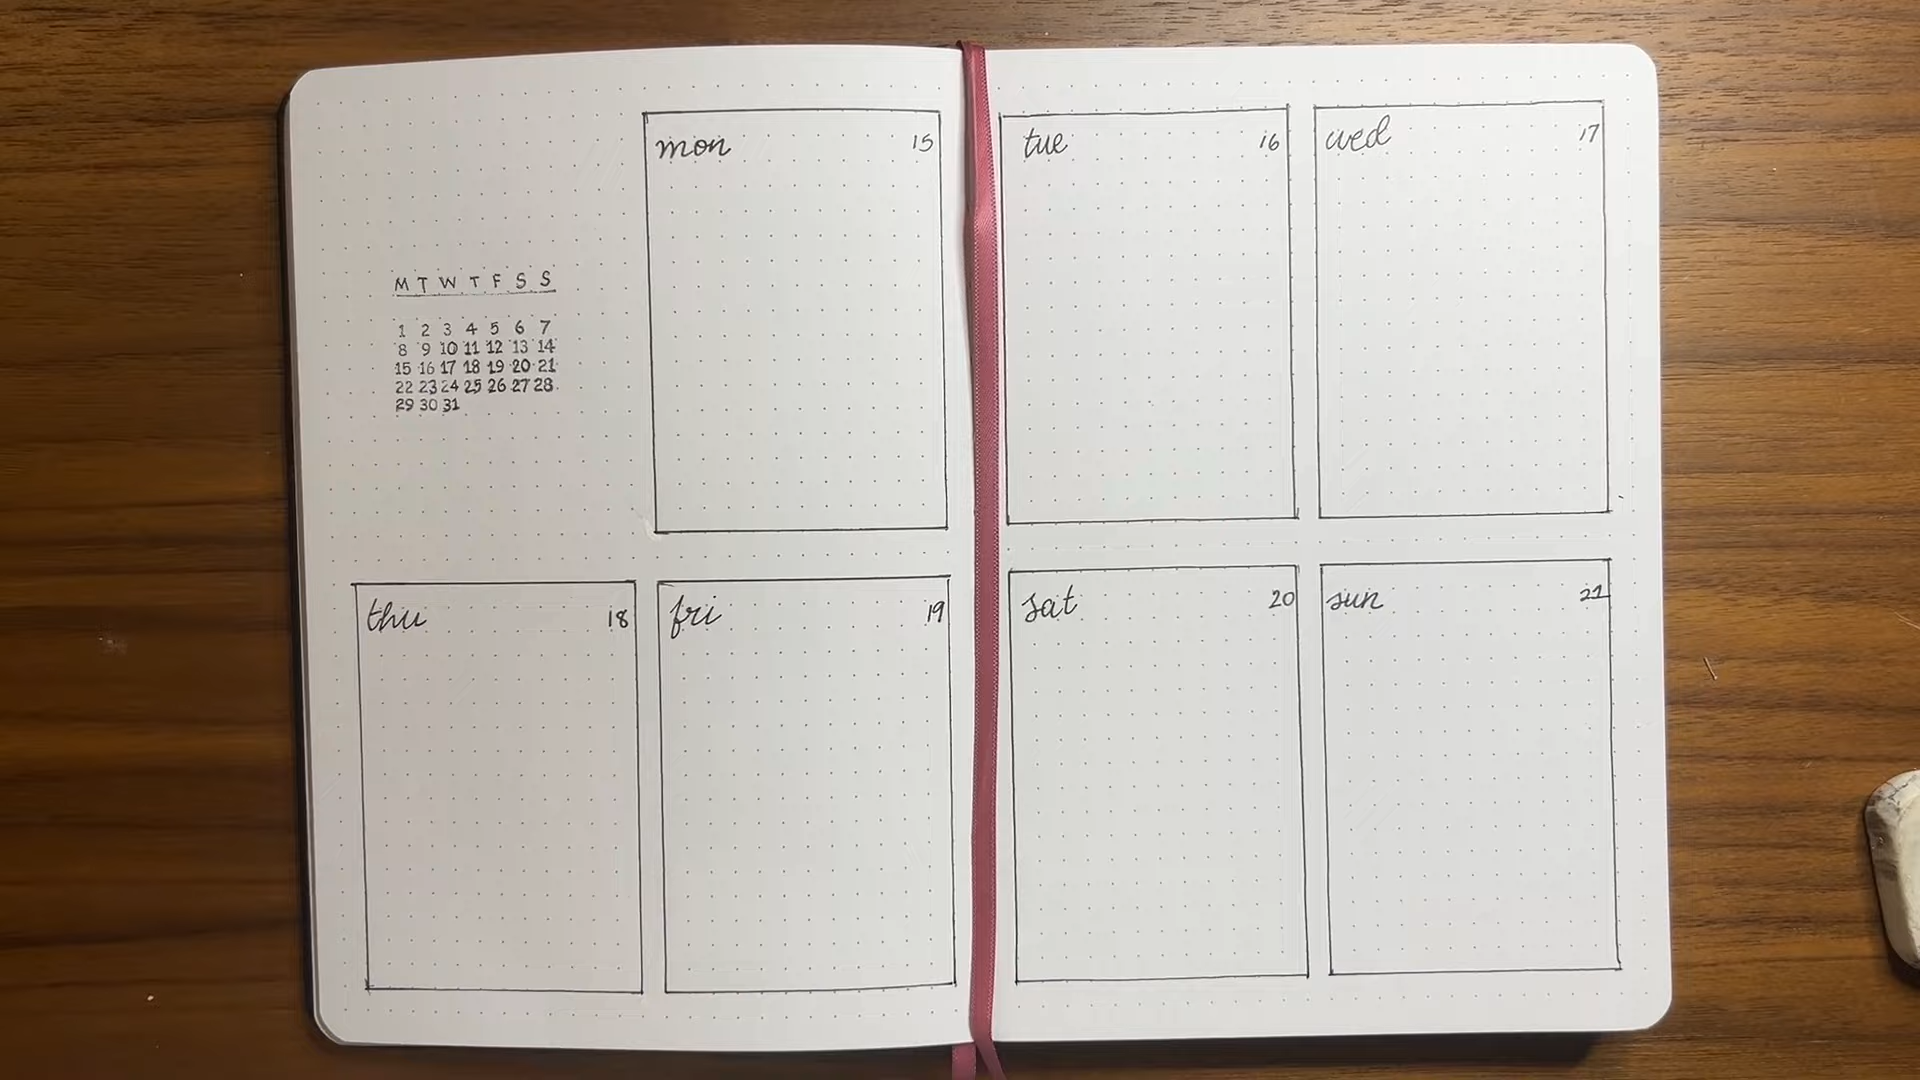 M T W T F S S
1 2 3 4 5 6 7
8 9 10 11 12 13 14
15 16 17 18 19 20 21
22 23 24 25 26 27 28
29 30 31
mon 15
tue 16
wed 17
thu 18
fri 19
sat 20
sun 21